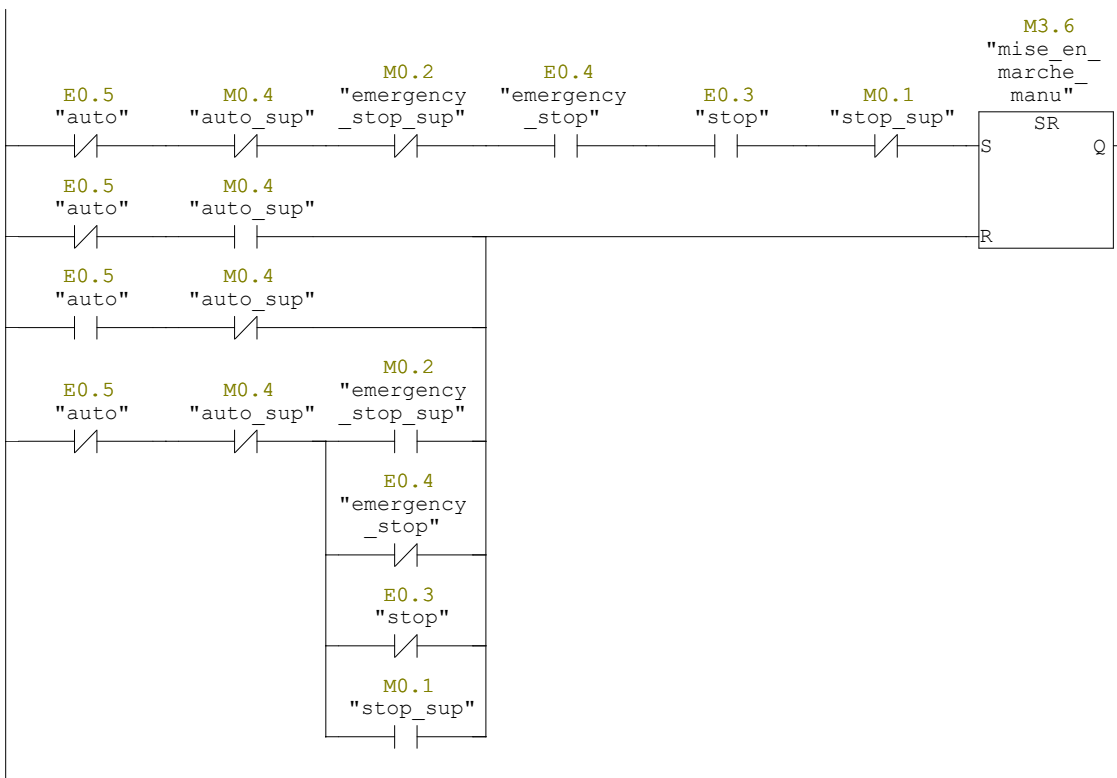 M3.6
"mise_en_
marche_
manu"
E0.5
"auto"
M0.4
"auto_sup"
M0.2
"emergency
_stop_sup"
E0.4
"emergency
_stop"
E0.3
"stop"
M0.1
"stop_sup"
SR
S
Q
E0.5
"auto"
M0.4
"auto_sup"
R
E0.5
"auto"
M0.4
"auto_sup"
E0.5
"auto"
M0.4
"auto_sup"
M0.2
"emergency
_stop_sup"
E0.4
"emergency
_stop"
E0.3
"stop"
M0.1
"stop_sup"